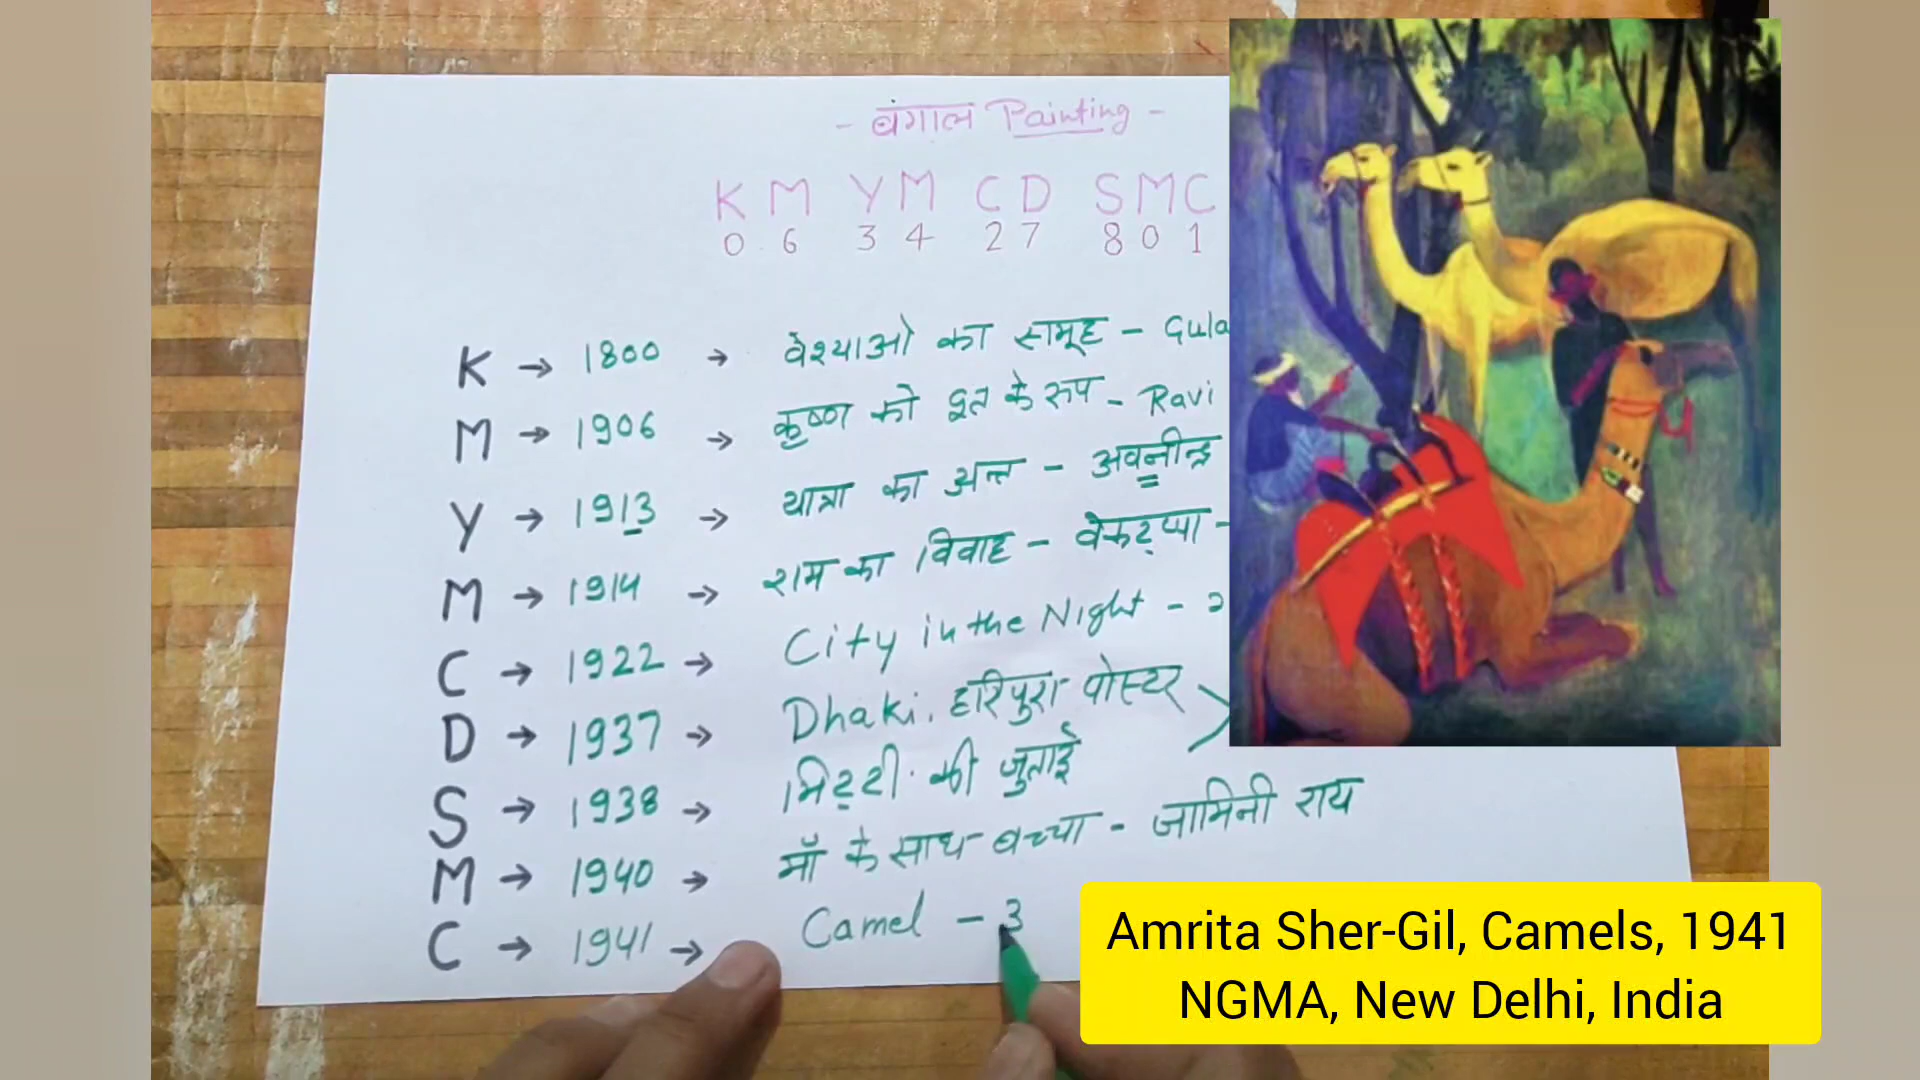 - बंगाल Painting -
K M Y M C D S M C
0 6 3 4 2 7 8 0 1
K → 1800 → वेश्याओ का सामूह - Gula
M → 1906 → कृष्ण को दूत के रुप - Ravi
Y → 1913 → यात्रा का अन्त - अवनीन्द्र
M → 1914 → राम का विवाह - वेंकटप्पा -
C → 1922 → City in the Night -
D → 1937 → Dhaki, हरिपुरा पोस्टर
S → 1938 → मिट्टी की जुताई
M → 1940 → माँ के साथ बच्चा - जामिनी राय
C → 1941 → Camel - 3
Amrita Sher-Gil, Camels, 1941
NGMA, New Delhi, India